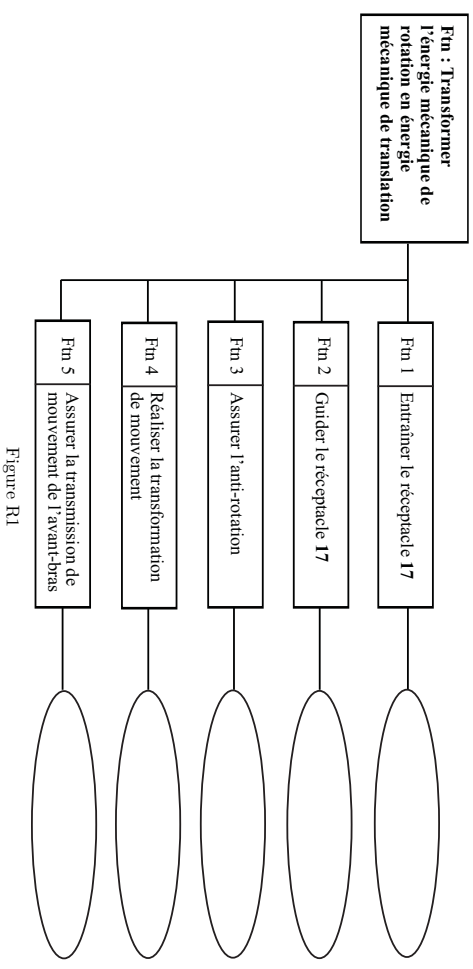 Ftn : Transformer
l'énergie mécanique de
rotation en énergie
mécanique de translation
Ftn 1
Entraîner le réceptacle 17
Ftn 2
Guider le réceptacle 17
Ftn 3
Assurer l'anti-rotation
Ftn 4
Réaliser la transformation
de mouvement
Ftn 5
Assurer la transmission de
mouvement de l'avant-bras
Figure R1